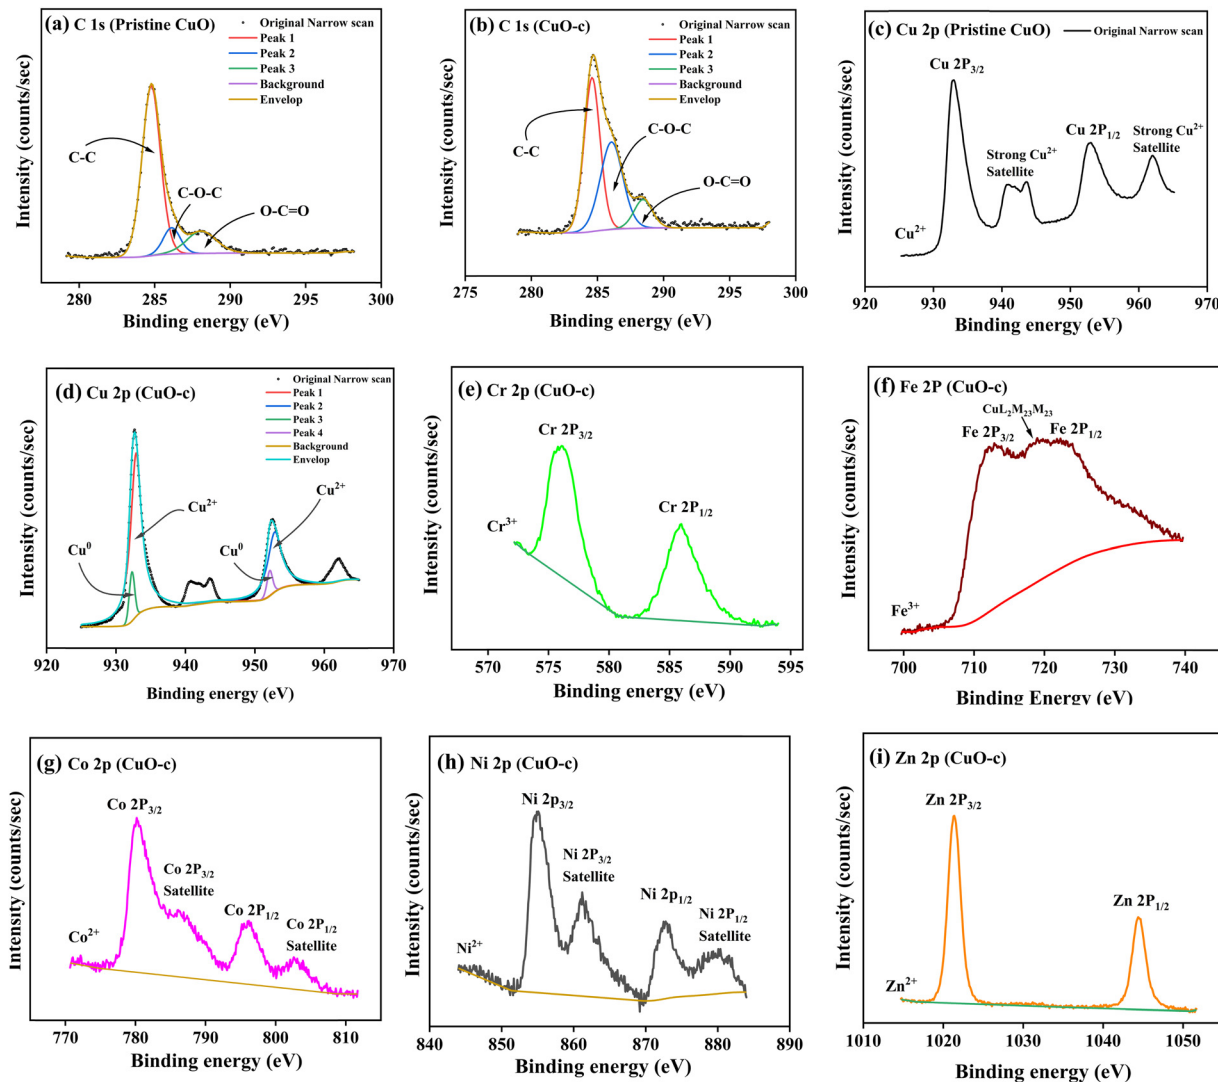 (a) C 1s (Pristine CuO)
Original Narrow scan
Peak 1
Peak 2
Peak 3
Background
Envelop
C-C
C-O-C
O-C=O
Intensity (counts/sec)
280 285 290 295 300
Binding energy (eV)
(b) C 1s (CuO-c)
Original Narrow scan
Peak 1
Peak 2
Peak 3
Background
Envelop
C-O-C
C-C
O-C=O
Intensity (counts/sec)
275 280 285 290 295 300
Binding energy (eV)
(c) Cu 2p (Pristine CuO)
Original Narrow scan
Cu 2P3/2
Cu 2P1/2
Strong Cu2+
Satellite
Strong Cu2+
Satellite
Cu2+
Intensity (counts/sec)
920 930 940 950 960 970
Binding energy (eV)
(d) Cu 2p (CuO-c)
Original Narrow scan
Peak 1
Peak 2
Peak 3
Peak 4
Background
Envelop
Cu2+
Cu2+
Cu0
Cu0
Intensity (counts/sec)
920 930 940 950 960 970
Binding energy (eV)
(e) Cr 2p (CuO-c)
Cr 2P3/2
Cr 2P1/2
Cr3+
Intensity (counts/sec)
570 575 580 585 590 595
Binding energy (eV)
(f) Fe 2P (CuO-c)
CuL2M23M23
Fe 2P3/2
Fe 2P1/2
Fe3+
Intensity (counts/sec)
700 710 720 730 740
Binding Energy (eV)
(g) Co 2p (CuO-c)
Co 2P3/2
Co 2P3/2
Satellite
Co 2P1/2
Co 2P1/2
Satellite
Co2+
Intensity (counts/sec)
770 780 790 800 810
Binding energy (eV)
(h) Ni 2p (CuO-c)
Ni 2p3/2
Ni 2P3/2
Satellite
Ni 2p1/2
Ni 2P1/2
Satellite
Ni2+
Intensity (counts/sec)
840 850 860 870 880 890
Binding energy (eV)
(i) Zn 2p (CuO-c)
Zn 2P3/2
Zn 2P1/2
Zn2+
Intensity (counts/sec)
1010 1020 1030 1040 1050
Binding energy (eV)